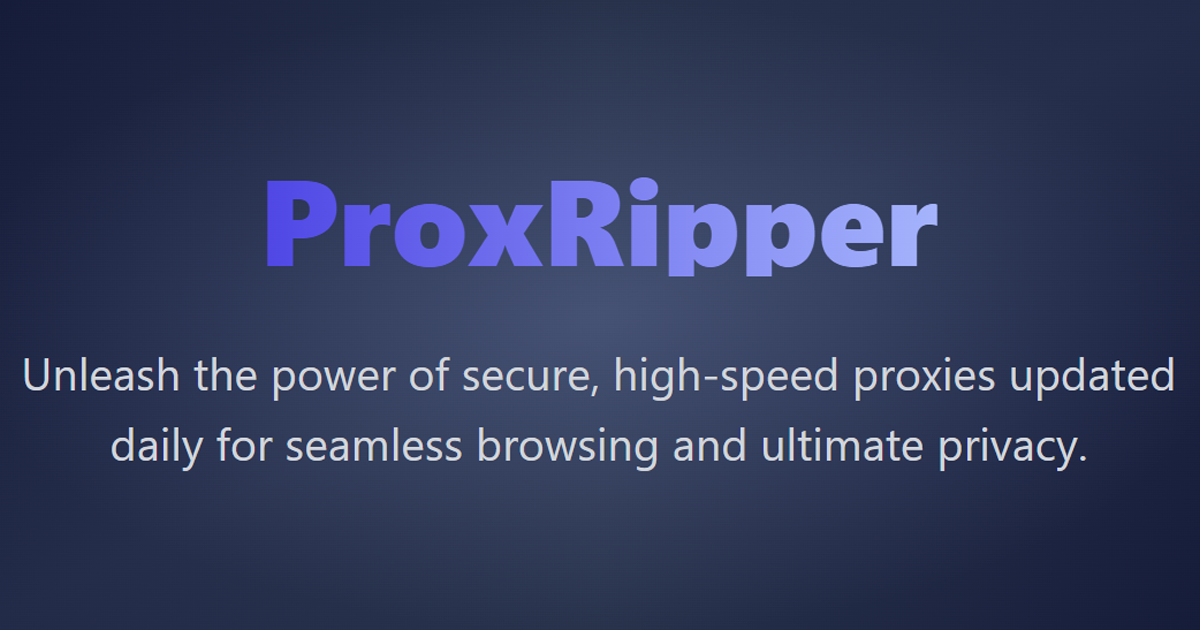 ProxRipper
Unleash the power of secure, high-speed proxies updated
daily for seamless browsing and ultimate privacy.